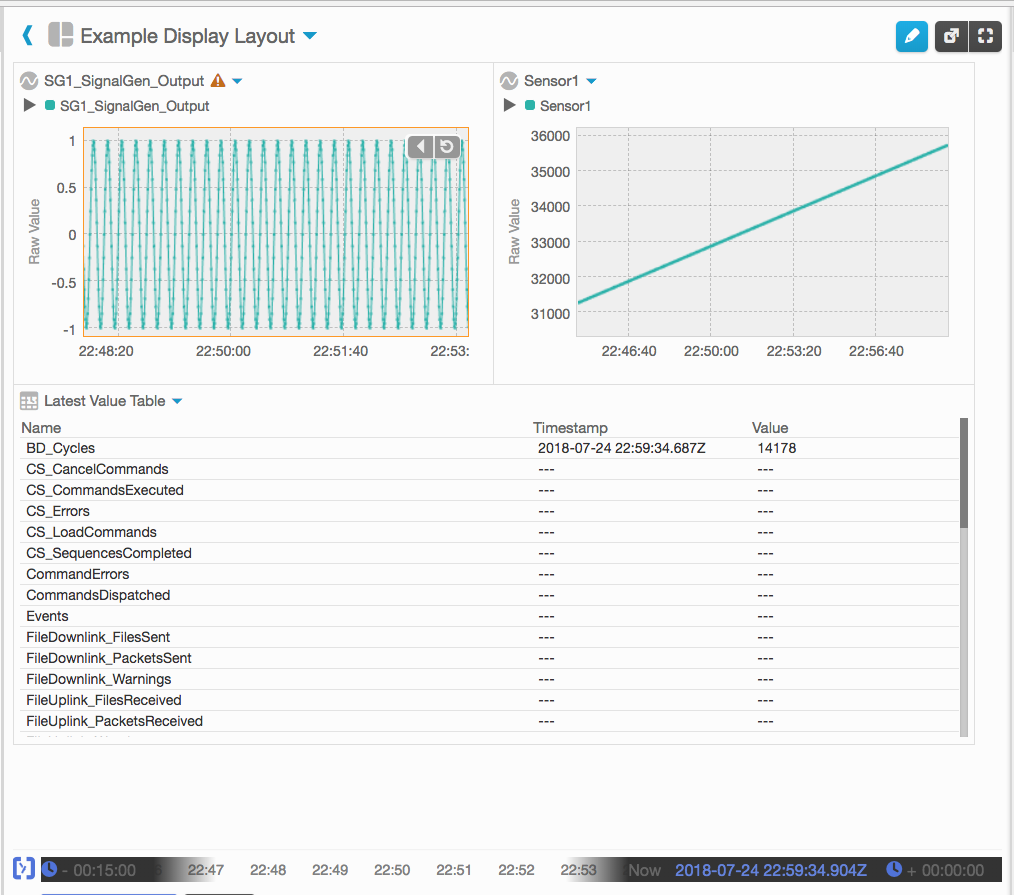 Example Display Layout
SG1_SignalGen_Output
SG1_SignalGen_Output
Raw Value
1
0.5
0
-0.5
-1
22:48:20 22:50:00 22:51:40 22:53:
Sensor1
Sensor1
Raw Value
36000
35000
34000
33000
32000
31000
22:46:40 22:50:00 22:53:20 22:56:40
Latest Value Table
Name Timestamp Value
BD_Cycles 2018-07-24 22:59:34.687Z 14178
CS_CancelCommands --- ---
CS_CommandsExecuted --- ---
CS_Errors --- ---
CS_LoadCommands --- ---
CS_SequencesCompleted --- ---
CommandErrors --- ---
CommandsDispatched --- ---
Events --- ---
FileDownlink_FilesSent --- ---
FileDownlink_PacketsSent --- ---
FileDownlink_Warnings --- ---
FileUplink_FilesReceived --- ---
FileUplink_PacketsReceived --- ---
- 00:15:00 22:47 22:48 22:49 22:50 22:51 22:52 22:53 Now 2018-07-24 22:59:34.904Z + 00:00:00